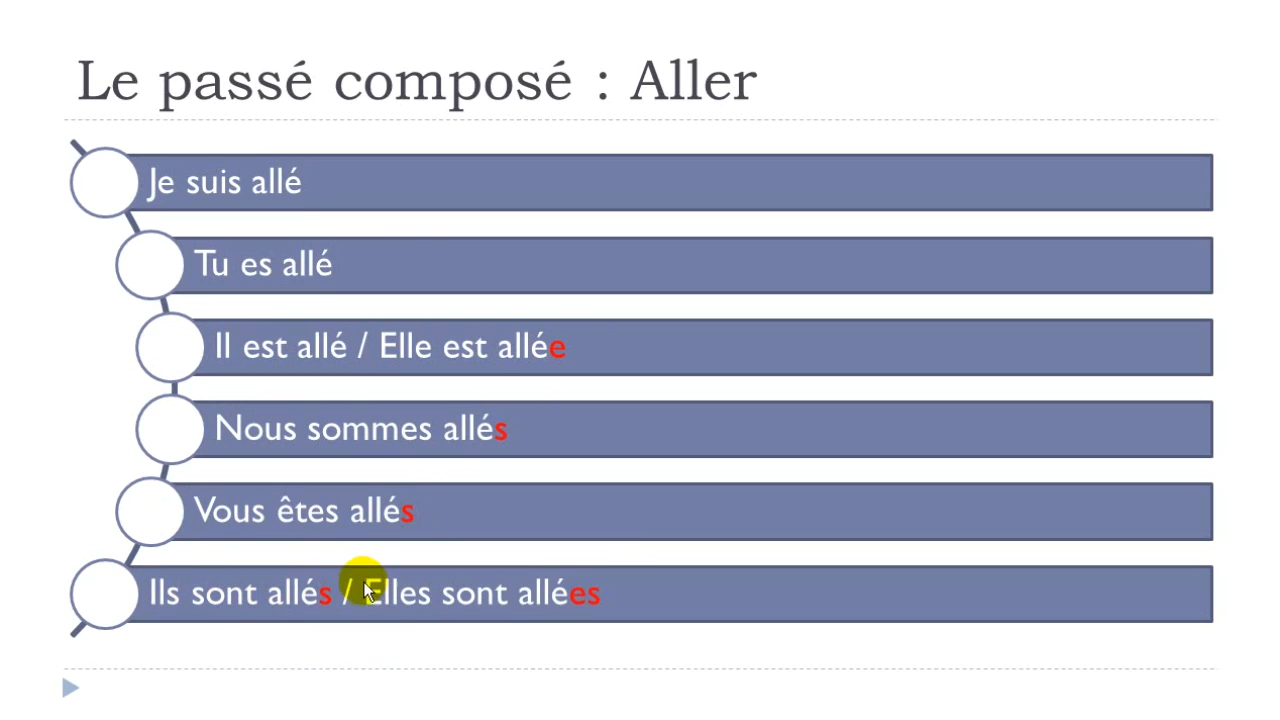 Le passé composé : Aller
Je suis allé
Tu es allé
Il est allé / Elle est allée
Nous sommes allés
Vous êtes allés
Ils sont allés / Elles sont allées